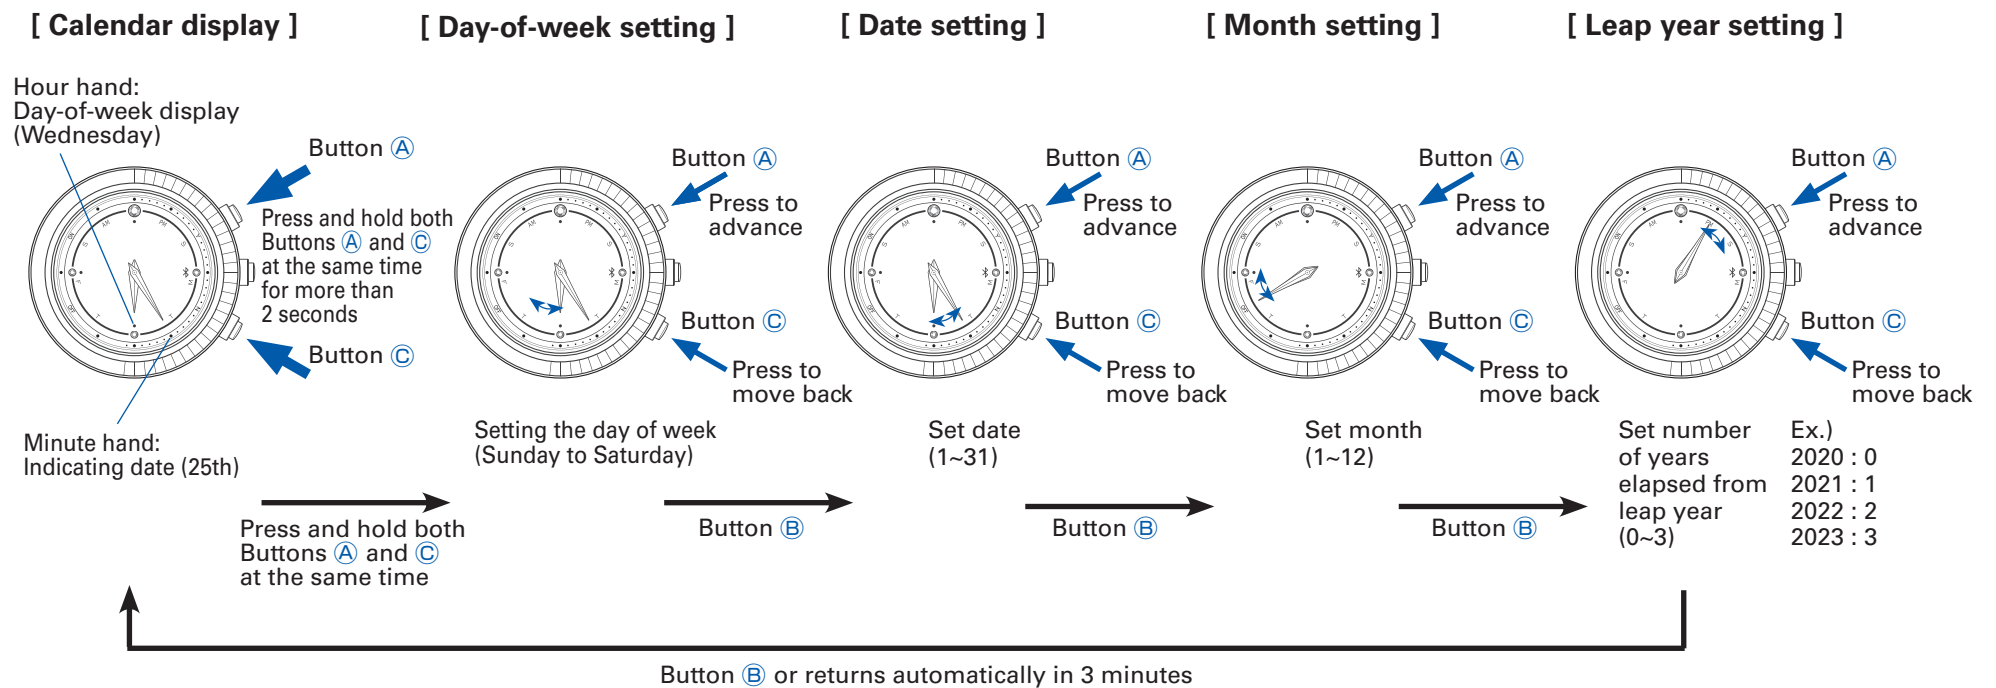 [ Calendar display ]
[ Day-of-week setting ]
[ Date setting ]
[ Month setting ]
[ Leap year setting ]
Hour hand:
Day-of-week display
(Wednesday)
Button Ⓐ
Press and hold both
Buttons Ⓐ and Ⓒ
at the same time
for more than
2 seconds
Button Ⓒ
Minute hand:
Indicating date (25th)
Press and hold both
Buttons Ⓐ and Ⓒ
at the same time
Button Ⓐ
Press to
advance
Button Ⓒ
Press to
move back
Setting the day of week
(Sunday to Saturday)
Button Ⓑ
Button Ⓐ
Press to
advance
Button Ⓒ
Press to
move back
Set date
(1~31)
Button Ⓑ
Button Ⓐ
Press to
advance
Button Ⓒ
Press to
move back
Set month
(1~12)
Button Ⓑ
Button Ⓐ
Press to
advance
Button Ⓒ
Press to
move back
Set number
of years
elapsed from
leap year
(0~3)
Ex.)
2020 : 0
2021 : 1
2022 : 2
2023 : 3
Button Ⓑ or returns automatically in 3 minutes